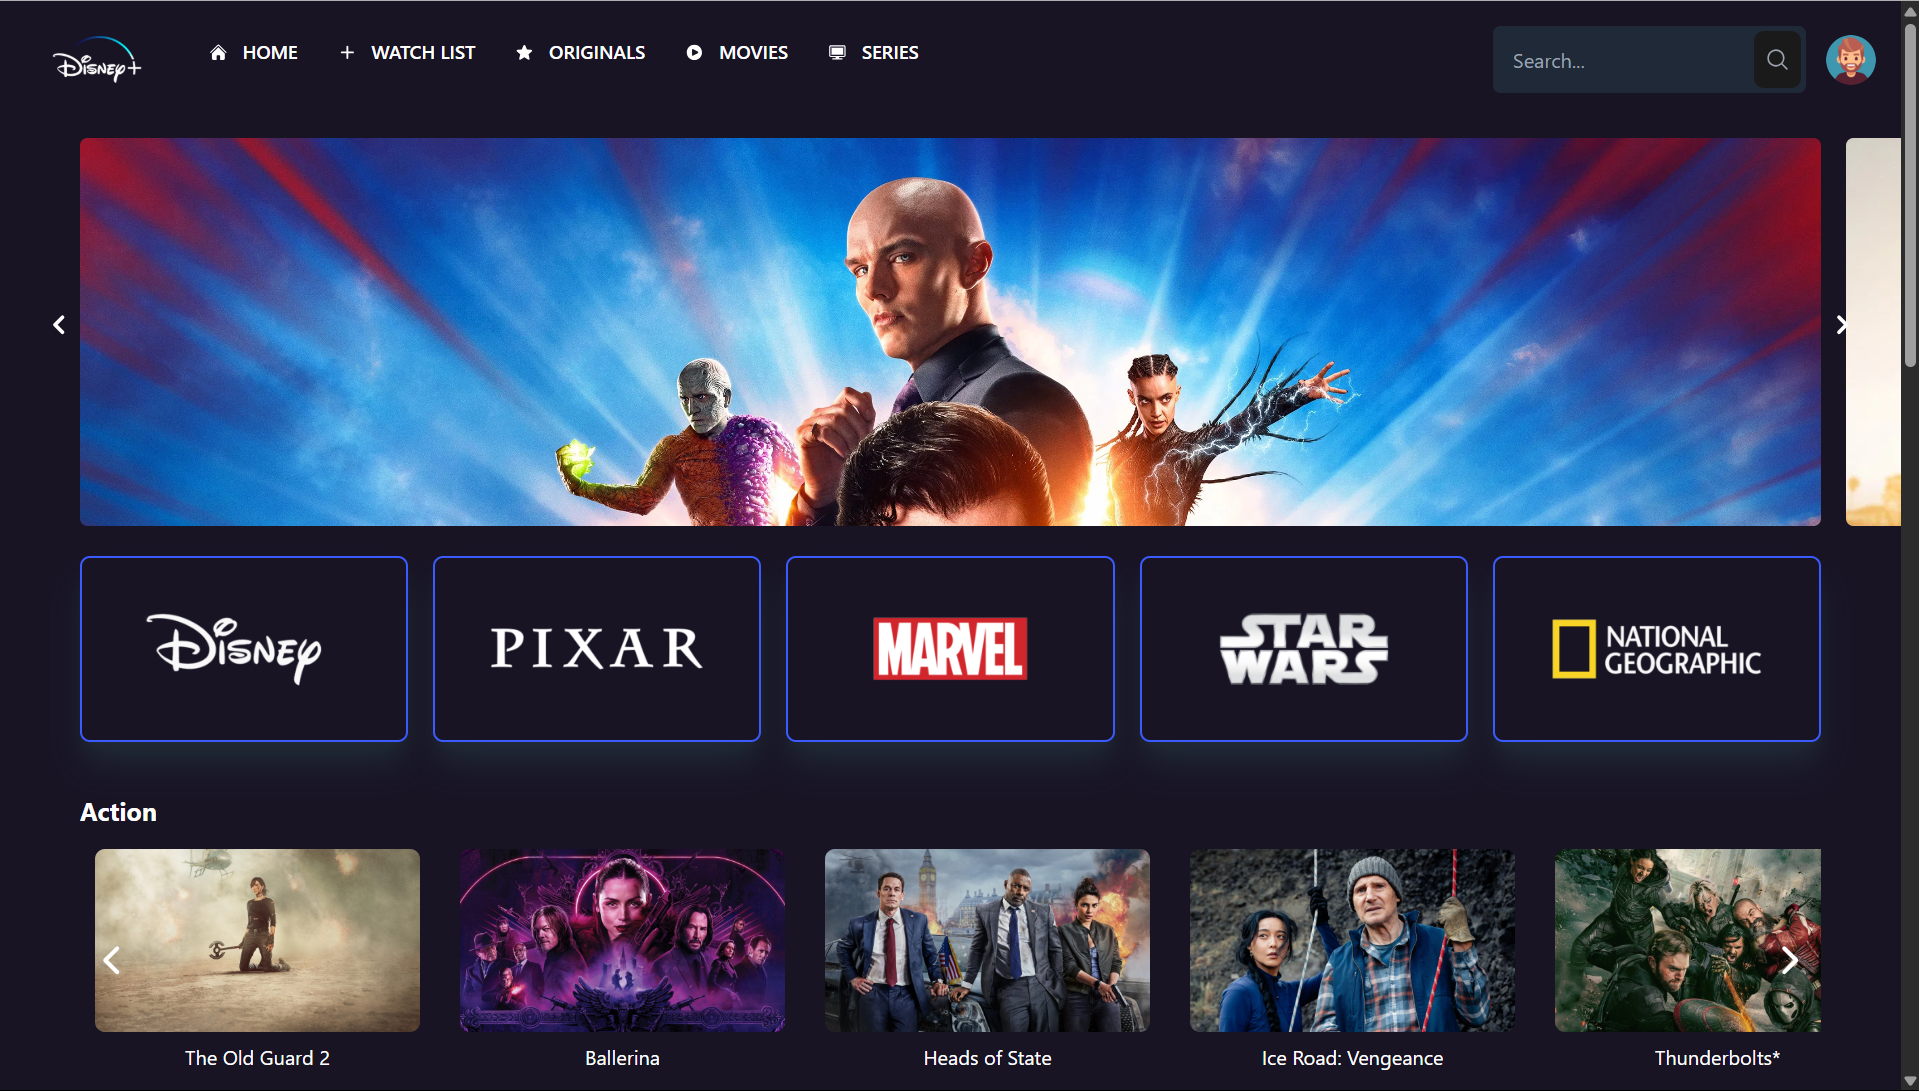 Disney+
HOME
WATCH LIST
ORIGINALS
MOVIES
SERIES
Search...
Disney
PIXAR
MARVEL
STAR
WARS
NATIONAL
GEOGRAPHIC
Action
The Old Guard 2
Ballerina
Heads of State
Ice Road: Vengeance
Thunderbolts*